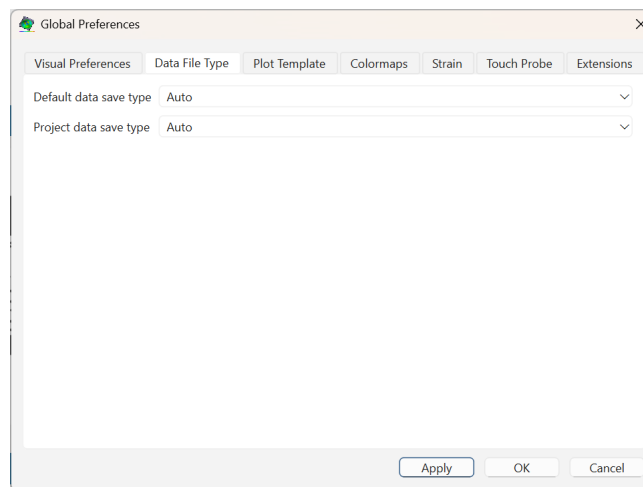 Global Preferences
Visual Preferences Data File Type Plot Template Colormaps Strain Touch Probe Extensions
Default data save type Auto
Project data save type Auto
Apply OK Cancel